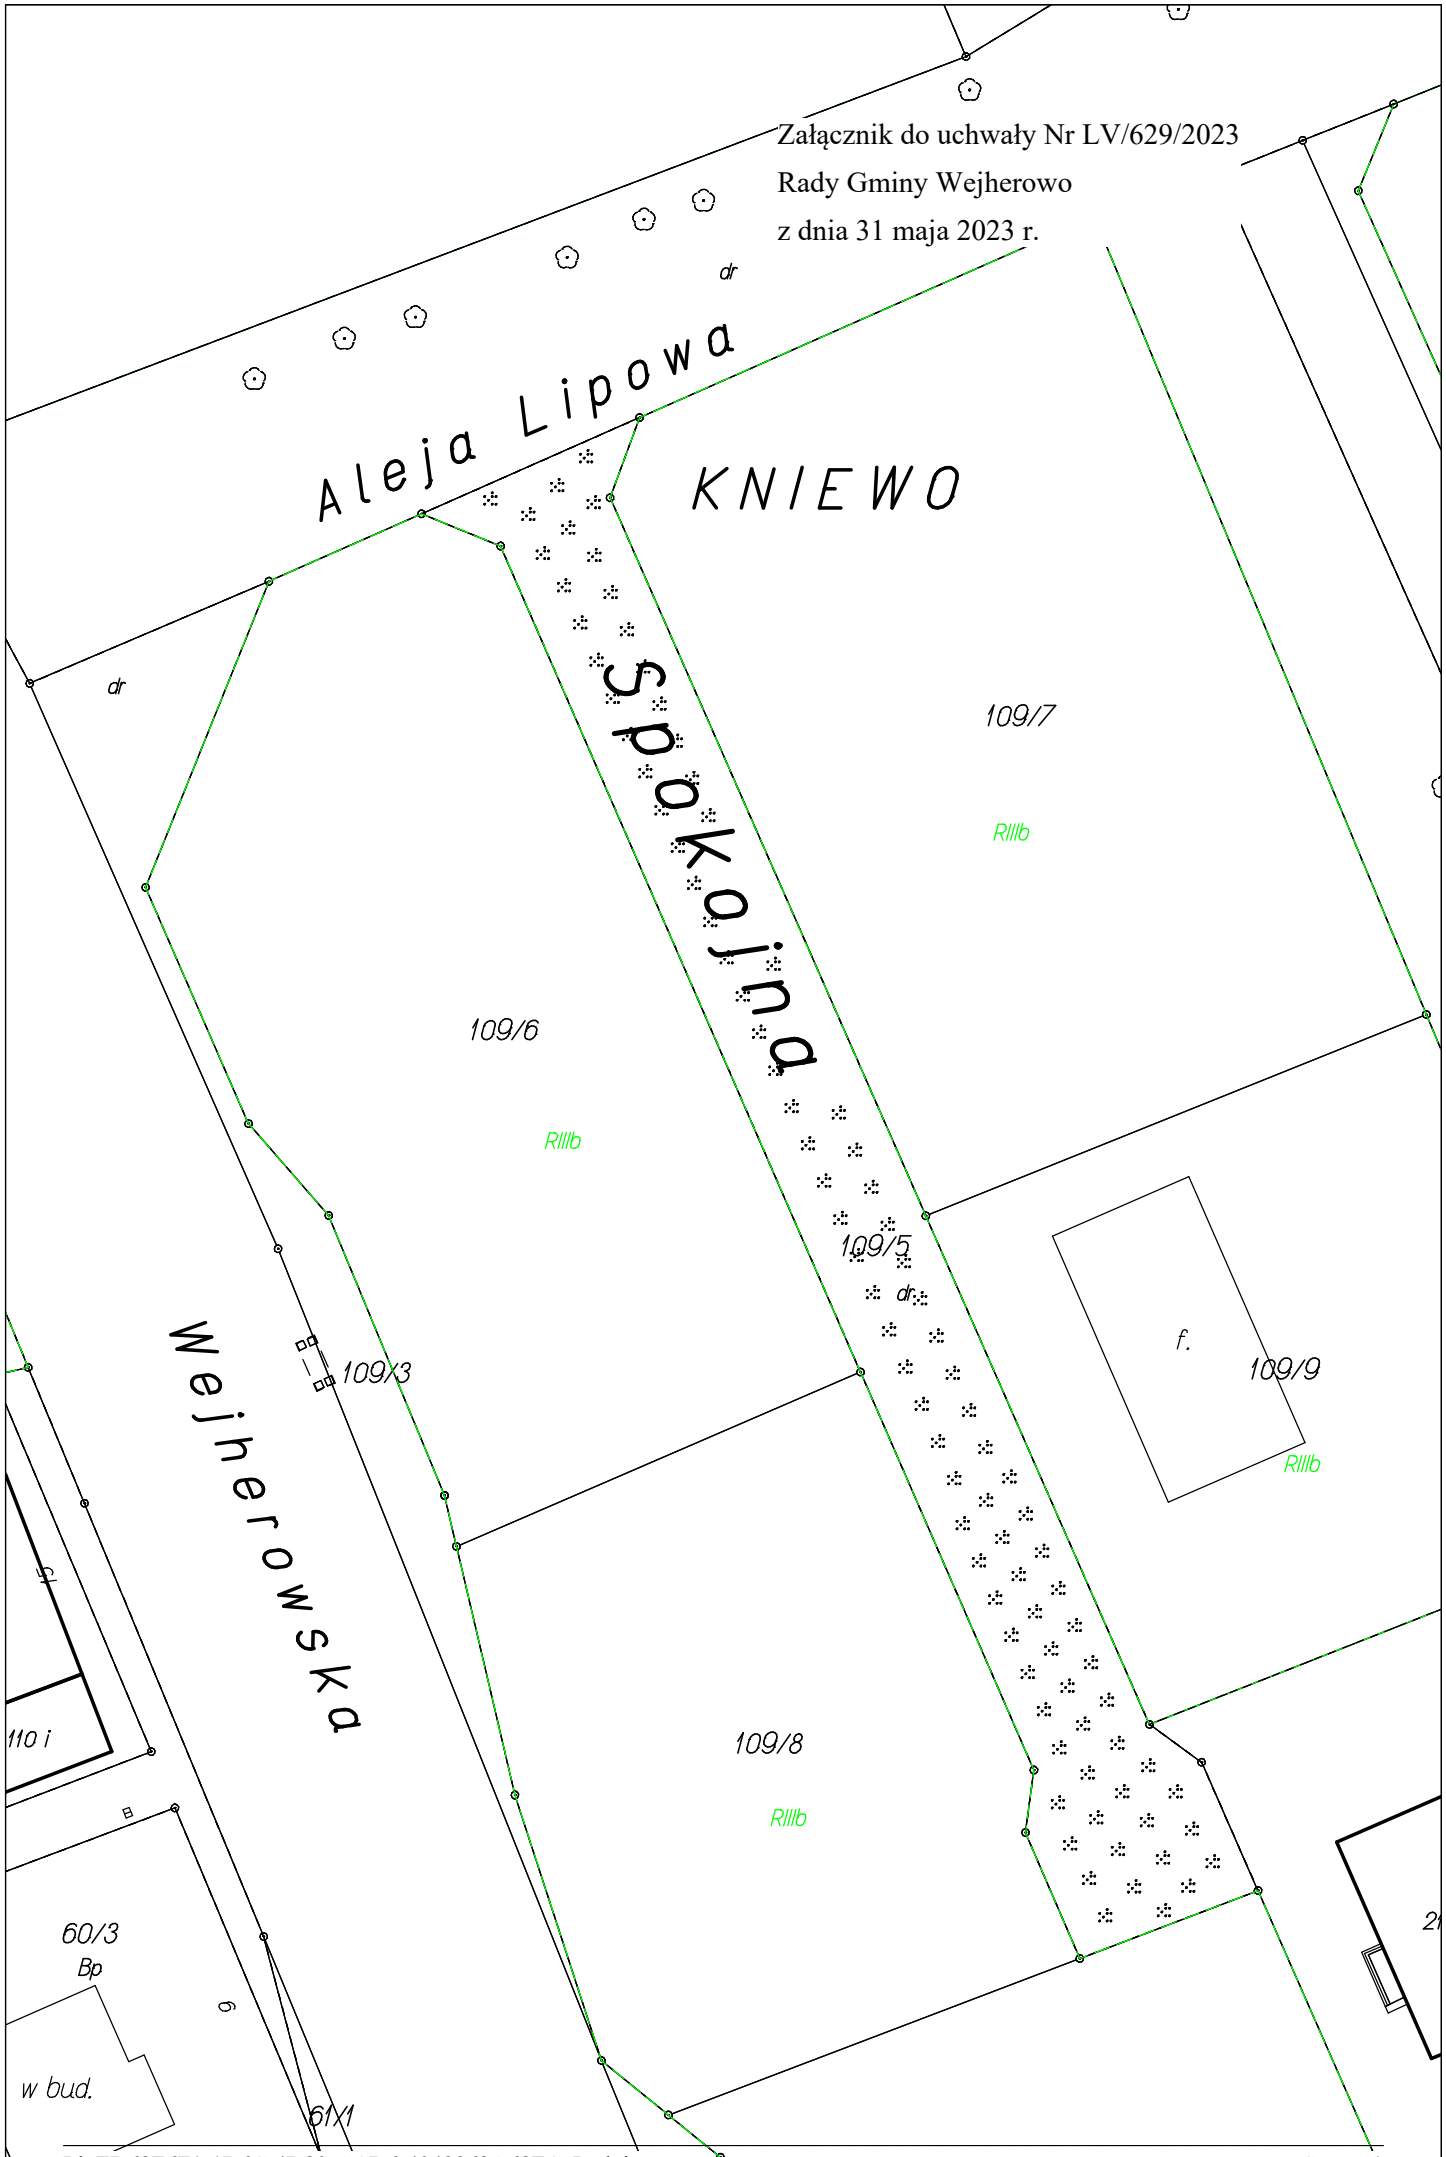 Załącznik do uchwały Nr LV/629/2023
Rady Gminy Wejherowo
z dnia 31 maja 2023 r.
dr
Aleja Lipowa
KNIEWO
dr
Spokojna
109/7
RIIIb
109/6
RIIIb
109/5
dr
f.
109/9
RIIIb
109/3
Wejherowska
110 i
109/8
RIIIb
60/3
Bp
6
w bud.
61/1